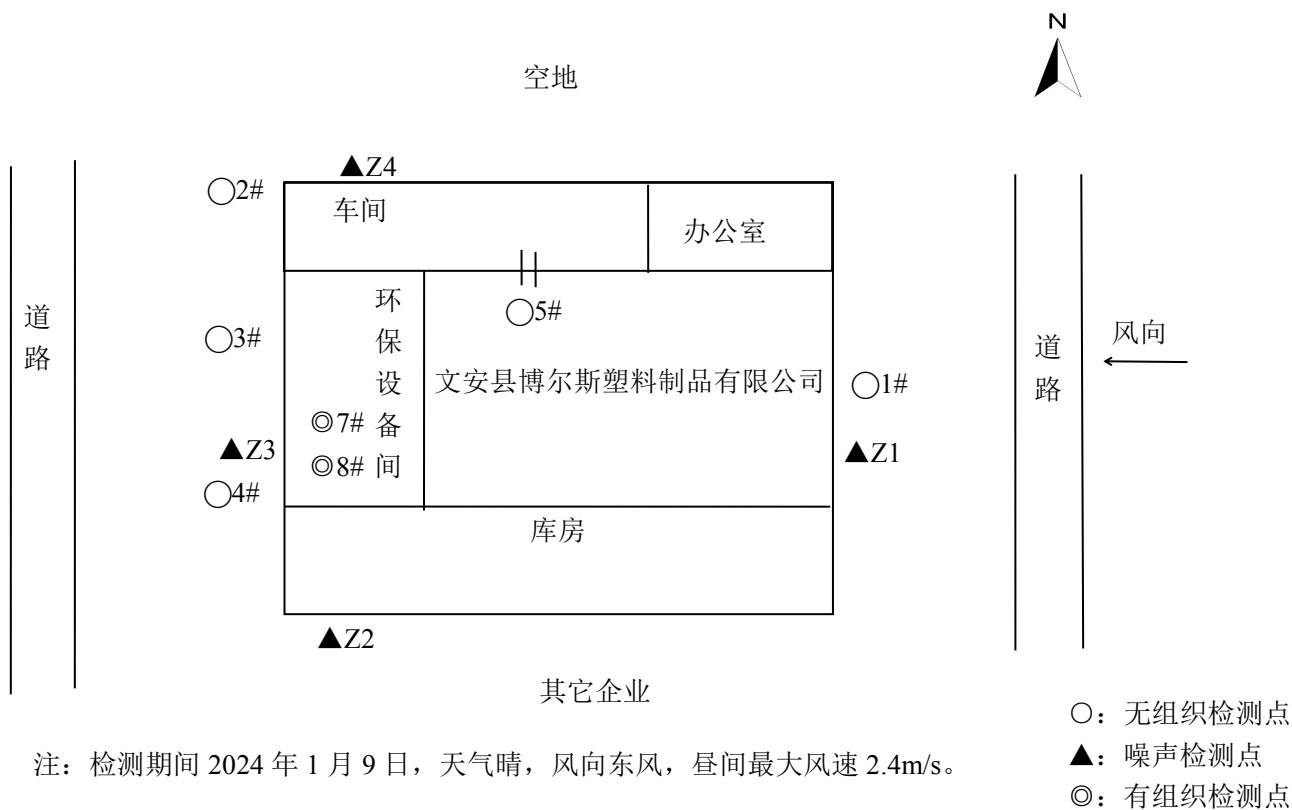 N
空地
▲Z4
○2#
车间
办公室
道路
环保设备间
○5#
○3#
道路
风向
文安县博尔斯塑料制品有限公司
○1#
◎7#
▲Z3
◎8#
▲Z1
○4#
库房
▲Z2
其它企业
○：无组织检测点
注：检测期间 2024 年 1 月 9 日，天气晴，风向东风，昼间最大风速 2.4m/s。
▲：噪声检测点
◎：有组织检测点